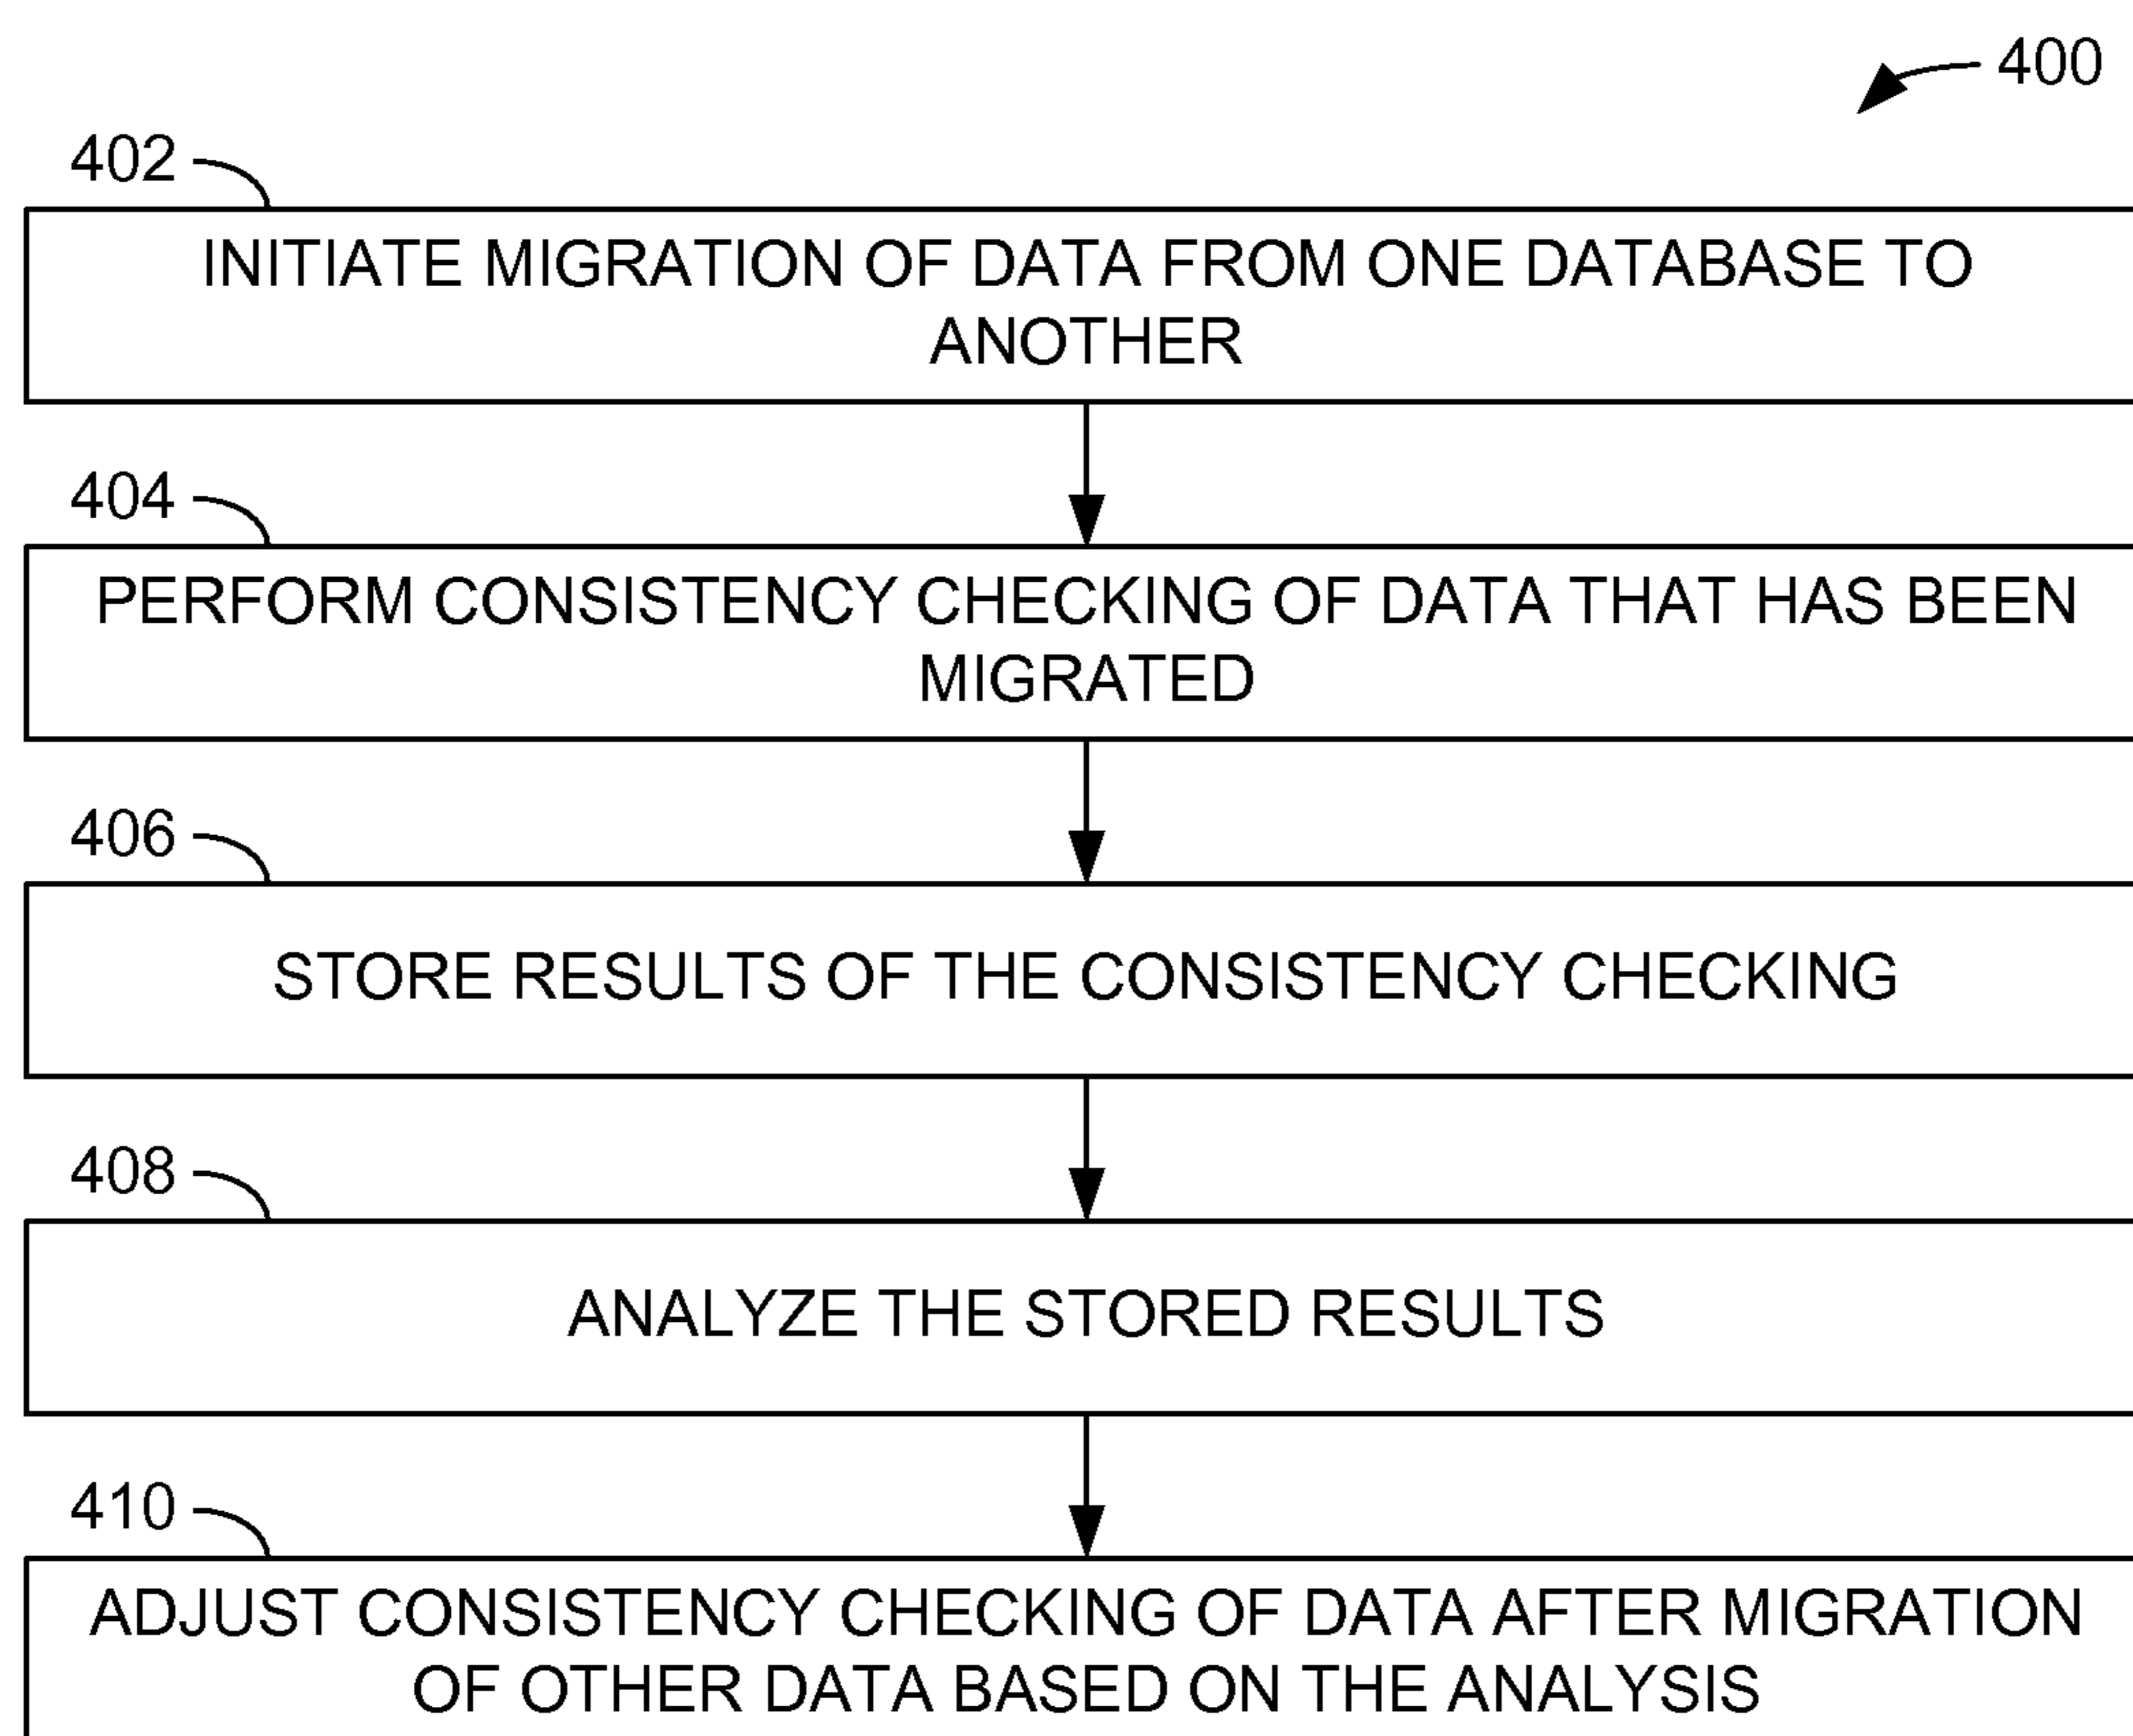 400
402
INITIATE MIGRATION OF DATA FROM ONE DATABASE TO
ANOTHER
404
PERFORM CONSISTENCY CHECKING OF DATA THAT HAS BEEN
MIGRATED
406
STORE RESULTS OF THE CONSISTENCY CHECKING
408
ANALYZE THE STORED RESULTS
410
ADJUST CONSISTENCY CHECKING OF DATA AFTER MIGRATION
OF OTHER DATA BASED ON THE ANALYSIS